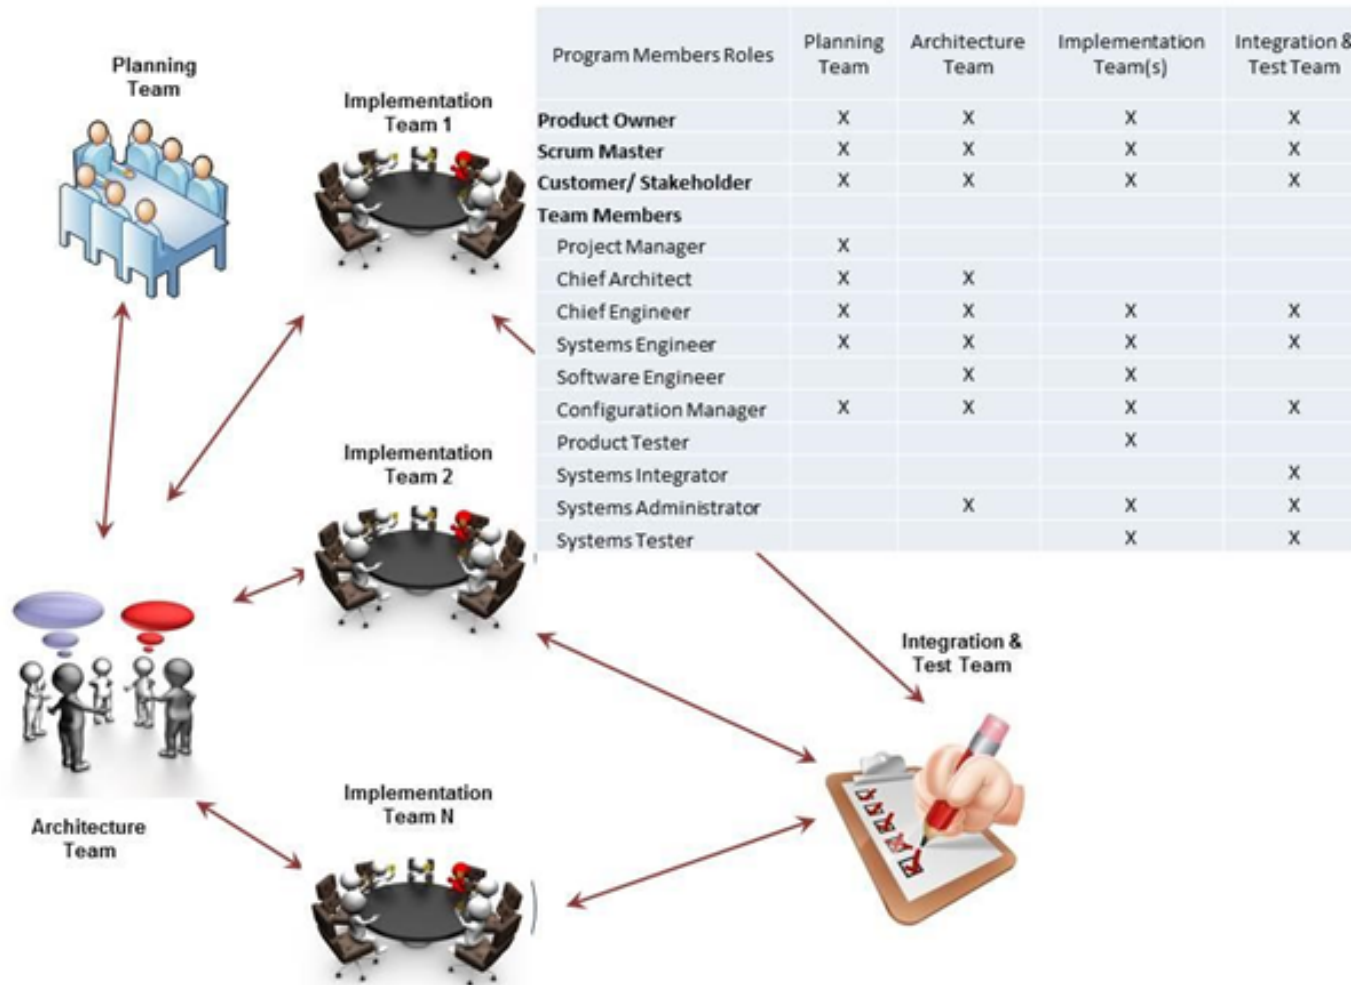 Planning
Team
Implementation
Team 1
Program Members Roles Planning Team Architecture Team Implementation Team(s) Integration & Test Team
Product Owner X X X X
Scrum Master X X X X
Customer/ Stakeholder X X X X
Team Members
Project Manager X
Chief Architect X X
Chief Engineer X X X X
Systems Engineer X X X X
Software Engineer X X
Configuration Manager X X X X
Product Tester X
Systems Integrator X
Systems Administrator X X X
Systems Tester X X
Implementation
Team 2
Integration &
Test Team
Implementation
Team N
Architecture
Team